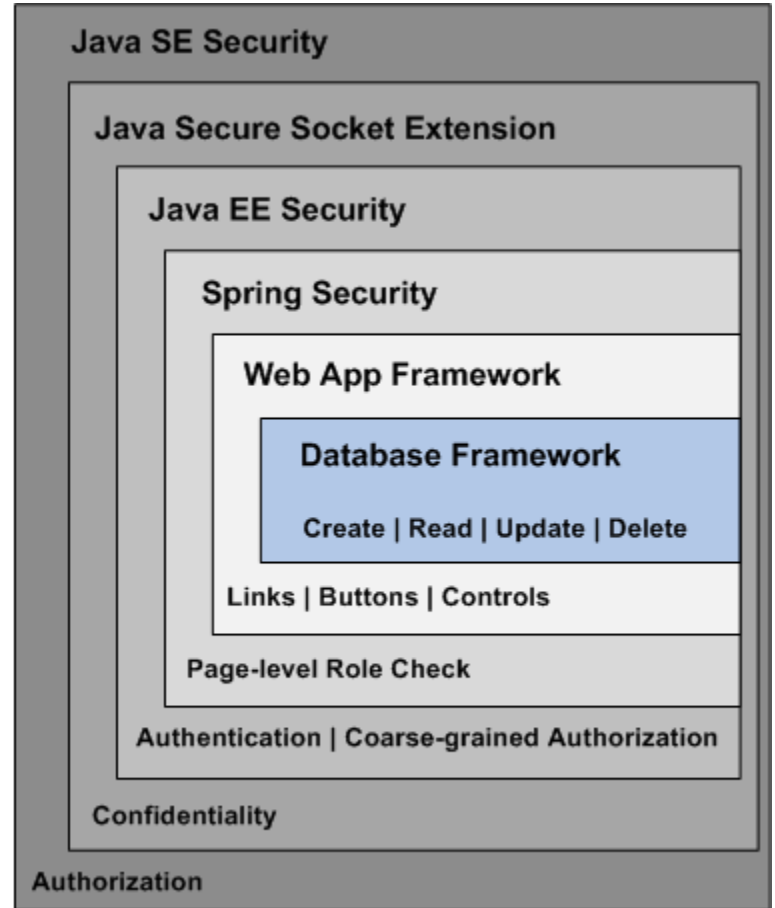 Java SE Security
Java Secure Socket Extension
Java EE Security
Spring Security
Web App Framework
Database Framework
Create | Read | Update | Delete
Links | Buttons | Controls
Page-level Role Check
Authentication | Coarse-grained Authorization
Confidentiality
Authorization